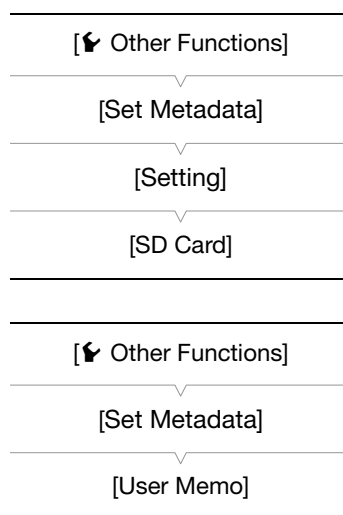 [Other Functions]
[Set Metadata]
[Setting]
[SD Card]
[Other Functions]
[Set Metadata]
[User Memo]